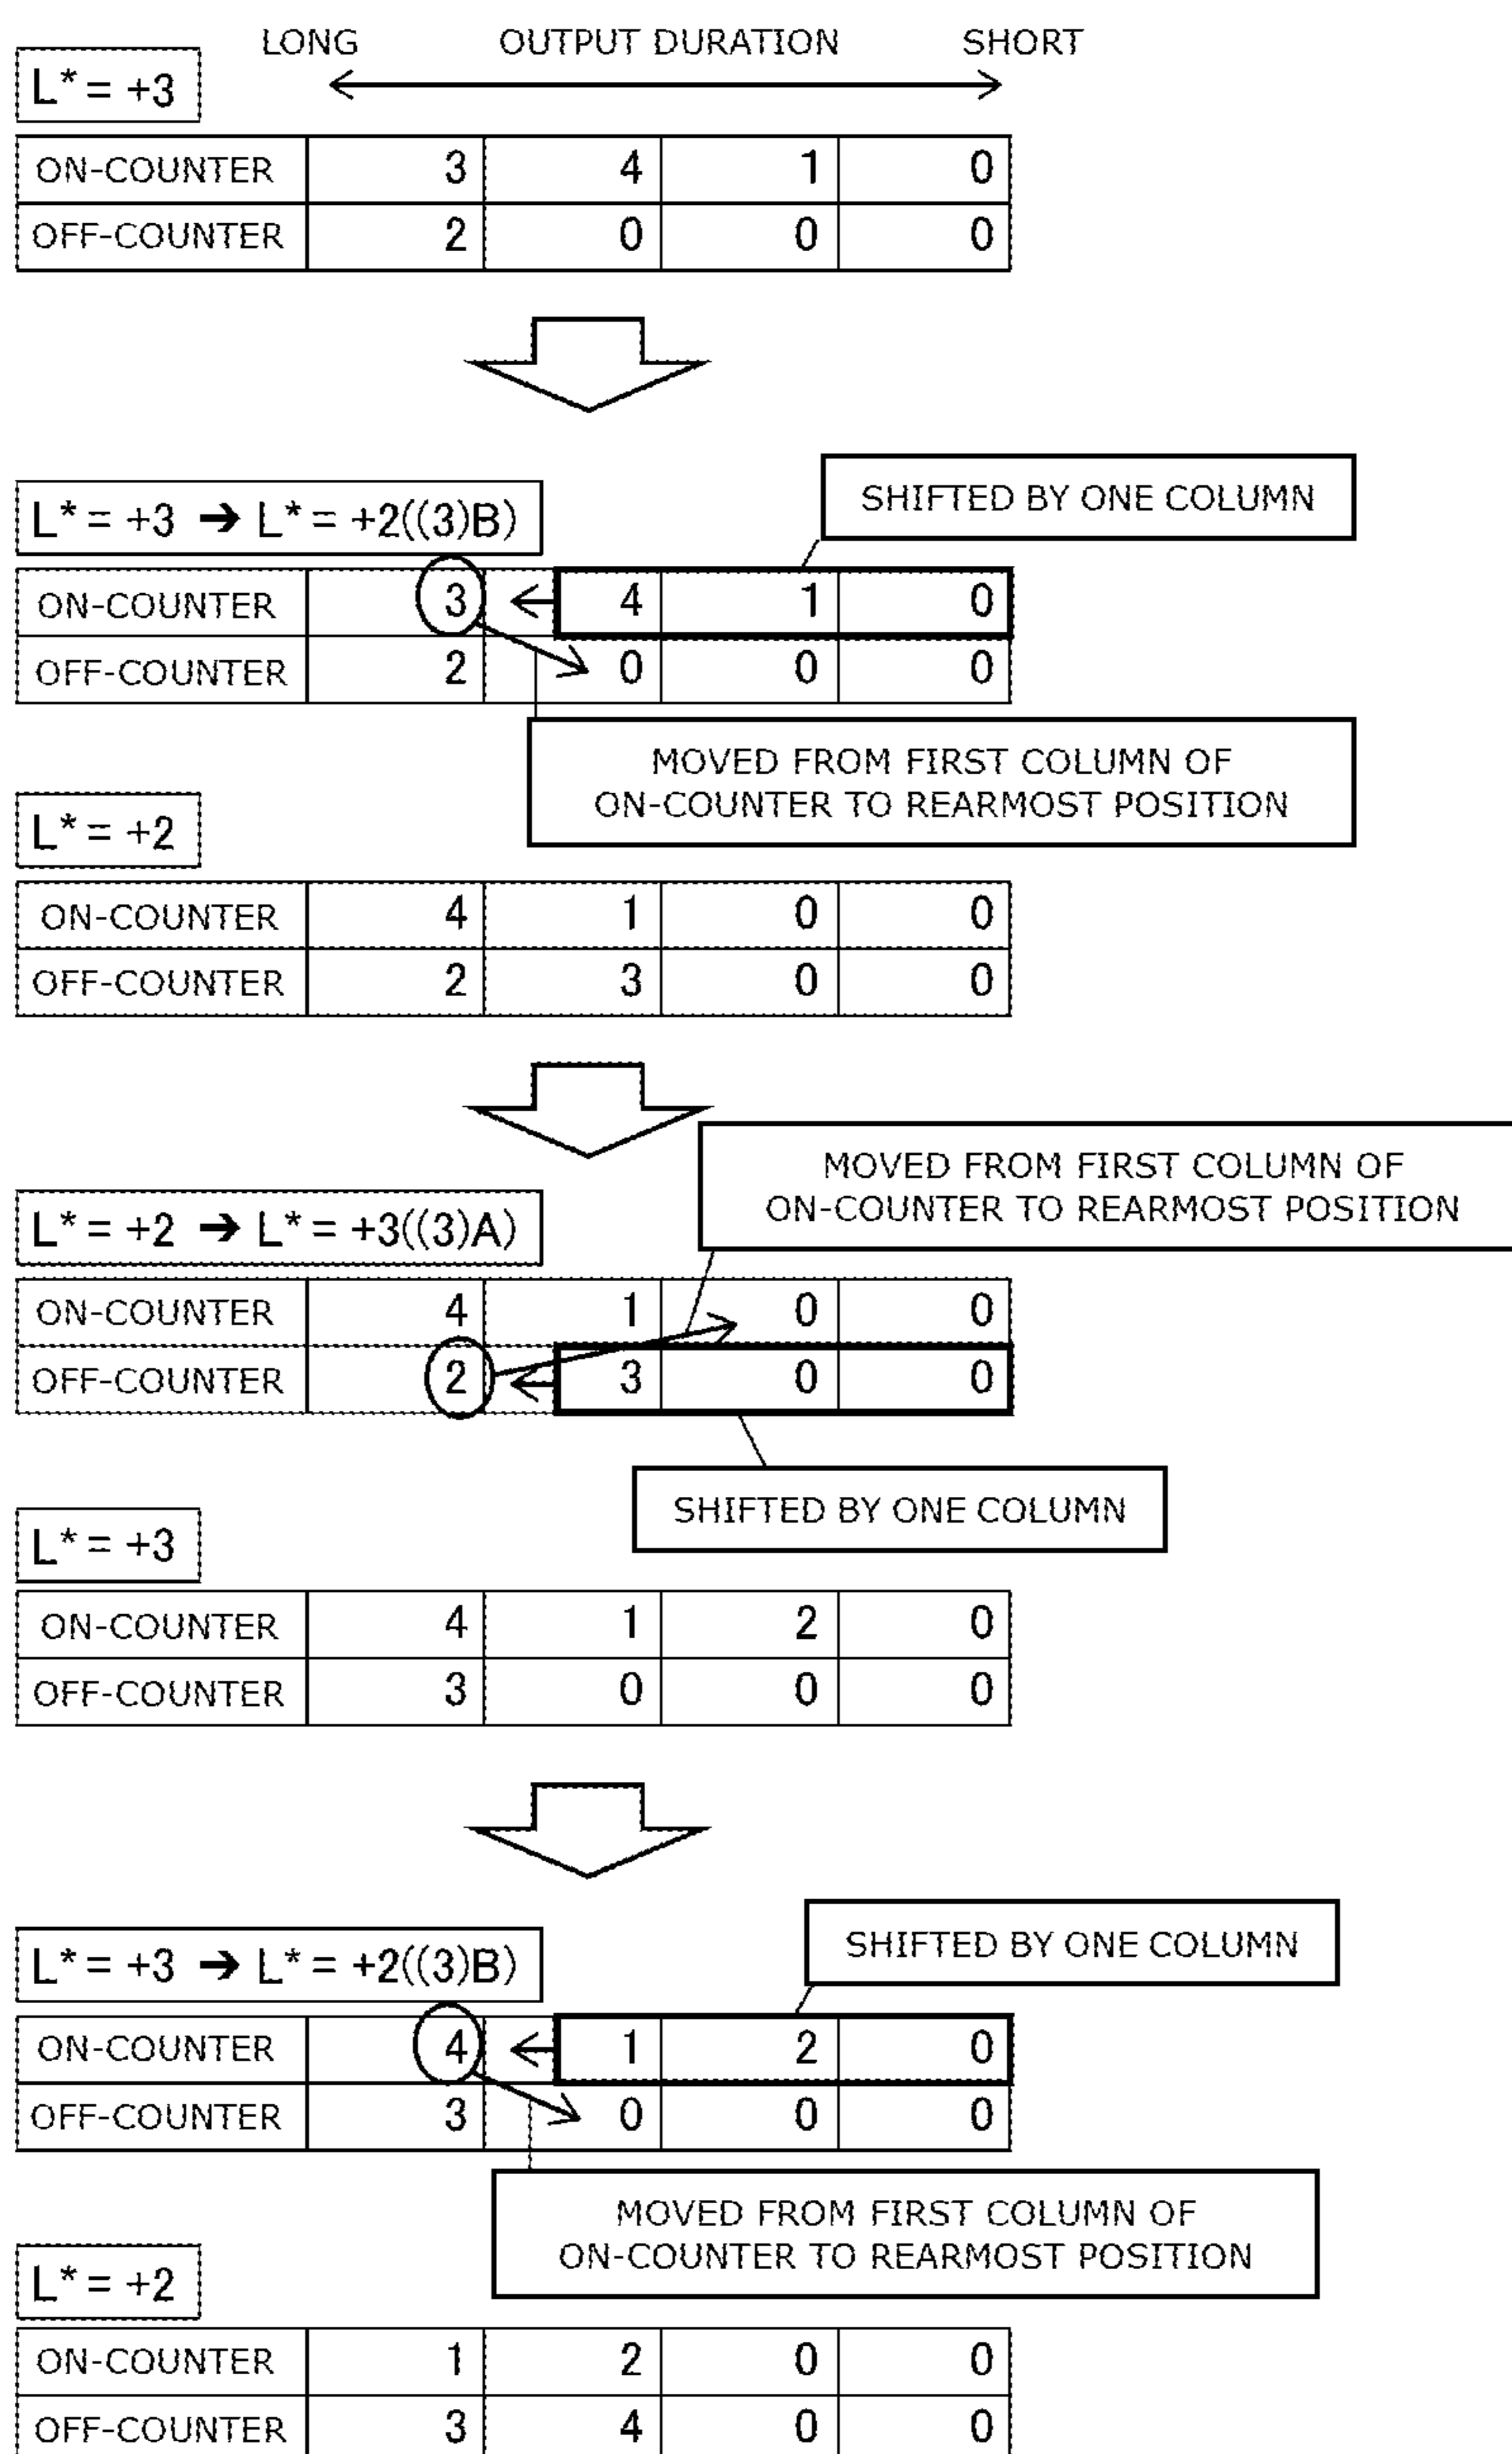 LONG OUTPUT DURATION SHORT
L* = +3
ON-COUNTER 3 4 1 0
OFF-COUNTER 2 0 0 0
SHIFTED BY ONE COLUMN
L* = +3 ➔ L* = +2((3)B)
ON-COUNTER 3 4 1 0
OFF-COUNTER 2 0 0 0
MOVED FROM FIRST COLUMN OF
ON-COUNTER TO REARMOST POSITION
L* = +2
ON-COUNTER 4 1 0 0
OFF-COUNTER 2 3 0 0
MOVED FROM FIRST COLUMN OF
ON-COUNTER TO REARMOST POSITION
L* = +2 ➔ L* = +3((3)A)
ON-COUNTER 4 1 0 0
OFF-COUNTER 2 3 0 0
SHIFTED BY ONE COLUMN
L* = +3
ON-COUNTER 4 1 2 0
OFF-COUNTER 3 0 0 0
SHIFTED BY ONE COLUMN
L* = +3 ➔ L* = +2((3)B)
ON-COUNTER 4 1 2 0
OFF-COUNTER 3 0 0 0
MOVED FROM FIRST COLUMN OF
ON-COUNTER TO REARMOST POSITION
L* = +2
ON-COUNTER 1 2 0 0
OFF-COUNTER 3 4 0 0